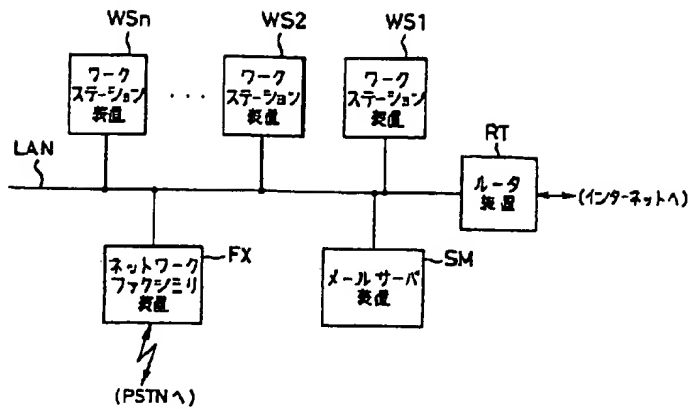 WSn
WS2
WS1
ワーク
ステーション
装置
・・・
ワーク
ステーション
装置
ワーク
ステーション
装置
LAN
RT
ルータ
装置
(インターネットへ)
ネットワーク
ファクシミリ
装置
FX
メールサーバ
装置
SM
(PSTNへ)